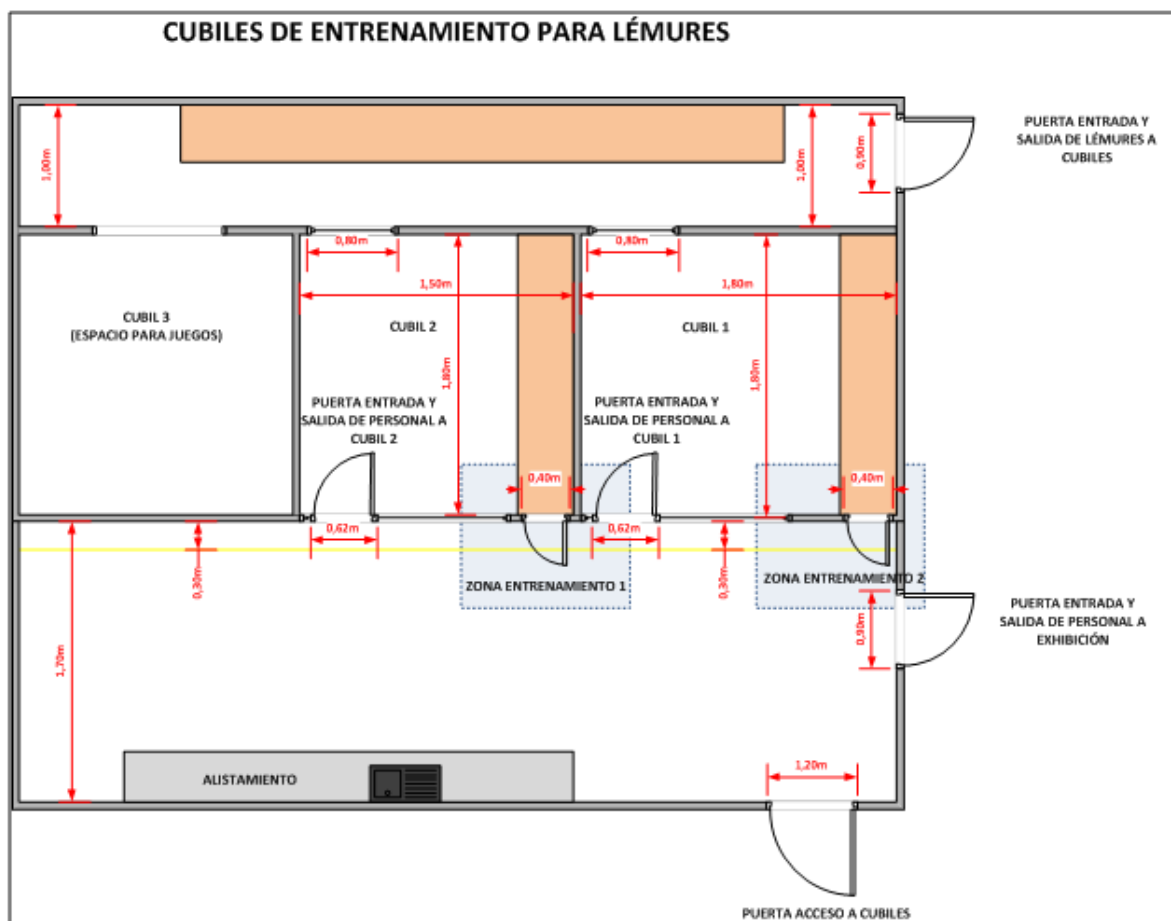 CUBILES DE ENTRENAMIENTO PARA LÉMURES
PUERTA ENTRADA Y
SALIDA DE LÉMURES A
CUBILES
1,00m
1,00m
0,90m
0,80m
0,80m
1,50m
1,80m
CUBIL 3
(ESPACIO PARA JUEGOS)
CUBIL 2
CUBIL 1
1,80m
1,80m
PUERTA ENTRADA Y
SALIDA DE PERSONAL A
CUBIL 2
PUERTA ENTRADA Y
SALIDA DE PERSONAL A
CUBIL 1
0,40m
0,40m
0,62m
0,62m
0,30m
0,30m
ZONA ENTRENAMIENTO 1
ZONA ENTRENAMIENTO 2
PUERTA ENTRADA Y
SALIDA DE PERSONAL A
EXHIBICIÓN
0,90m
1,70m
ALISTAMIENTO
1,20m
PUERTA ACCESO A CUBILES